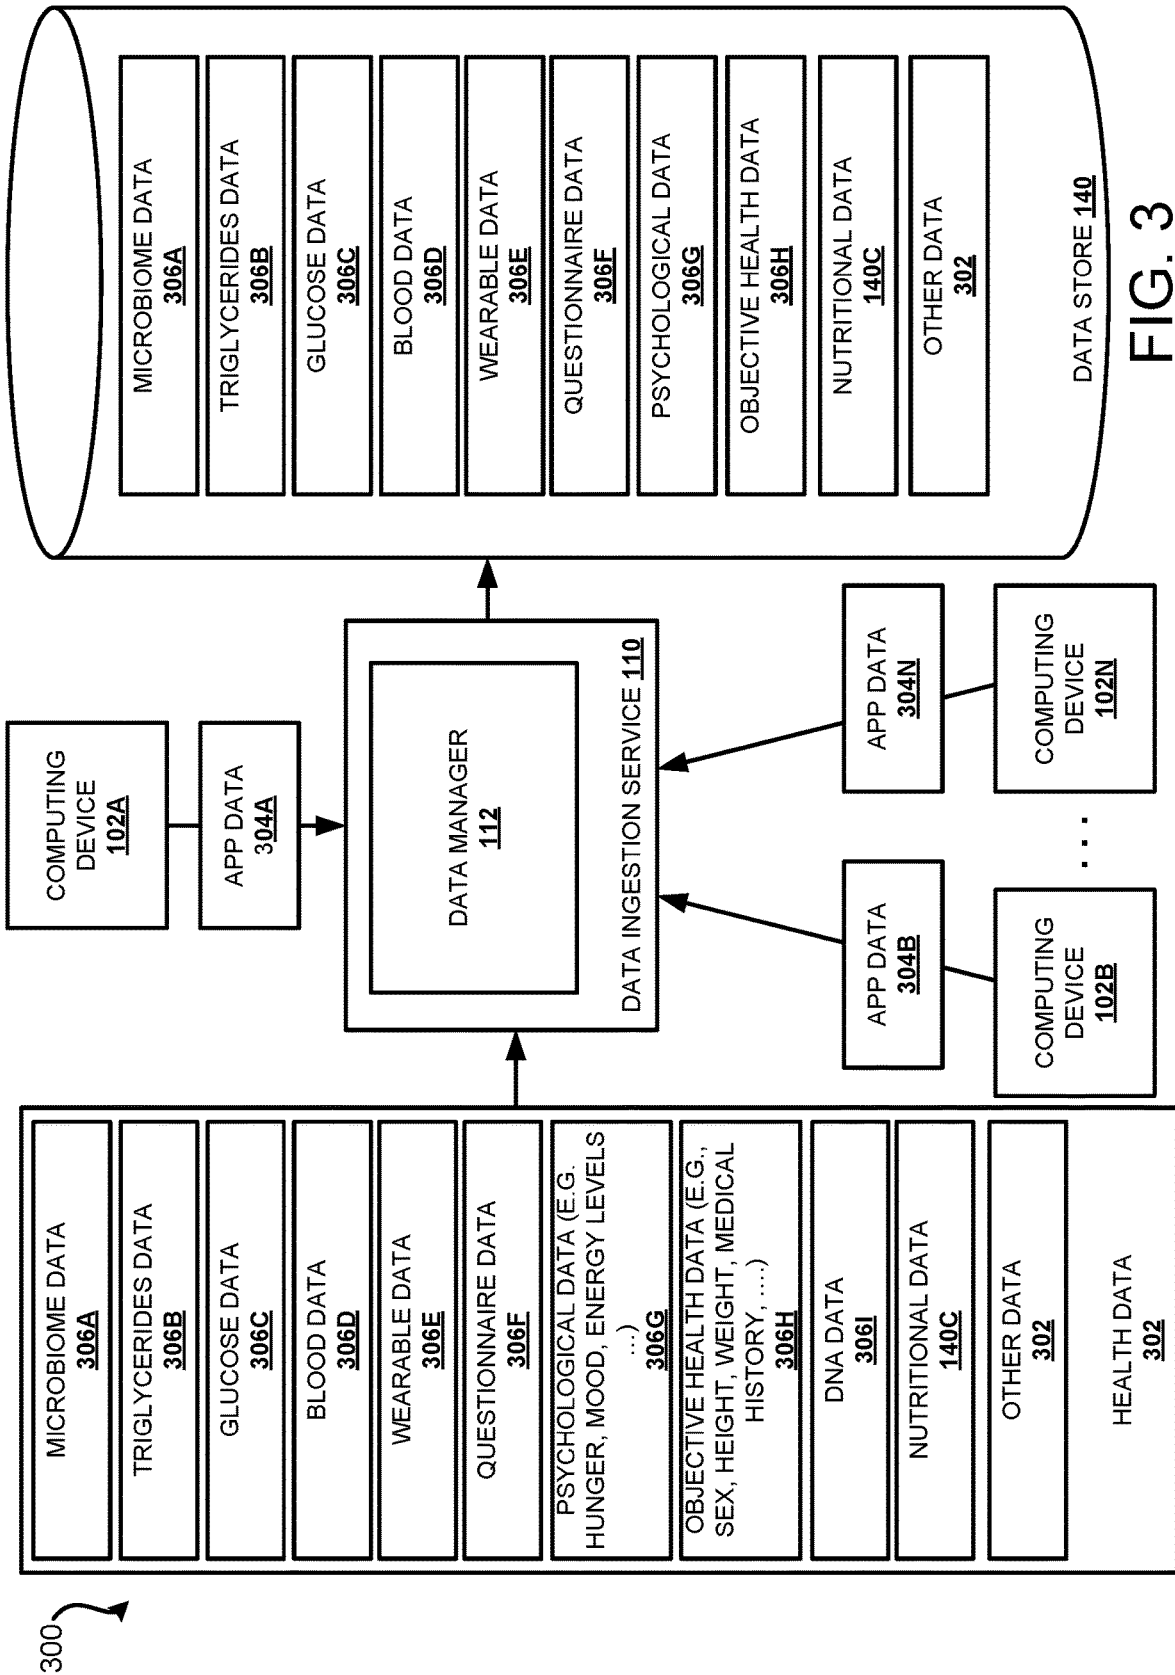 300
MICROBIOME DATA
306A
TRIGLYCERIDES DATA
306B
GLUCOSE DATA
306C
BLOOD DATA
306D
WEARABLE DATA
306E
QUESTIONNAIRE DATA
306F
PSYCHOLOGICAL DATA (E.G.
HUNGER, MOOD, ENERGY LEVELS
....)
306G
OBJECTIVE HEALTH DATA (E.G.,
SEX, HEIGHT, WEIGHT, MEDICAL
HISTORY, ....)
306H
DNA DATA
306I
NUTRITIONAL DATA
140C
OTHER DATA
302
HEALTH DATA
302
COMPUTING
DEVICE
102A
APP DATA
304A
DATA MANAGER
112
DATA INGESTION SERVICE 110
APP DATA
304B
COMPUTING
DEVICE
102B
. . .
APP DATA
304N
COMPUTING
DEVICE
102N
MICROBIOME DATA
306A
TRIGLYCERIDES DATA
306B
GLUCOSE DATA
306C
BLOOD DATA
306D
WEARABLE DATA
306E
QUESTIONNAIRE DATA
306F
PSYCHOLOGICAL DATA
306G
OBJECTIVE HEALTH DATA
306H
NUTRITIONAL DATA
140C
OTHER DATA
302
DATA STORE 140
FIG. 3